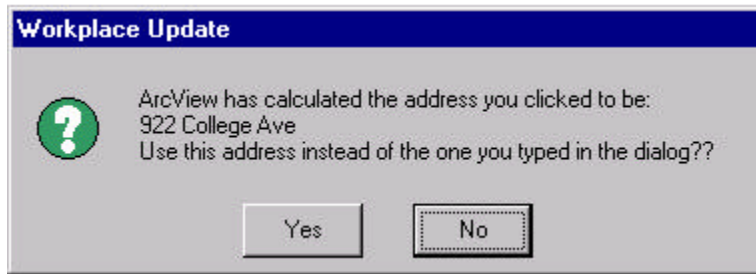 Workplace Update
ArcView has calculated the address you clicked to be:
922 College Ave
Use this address instead of the one you typed in the dialog??
Yes No